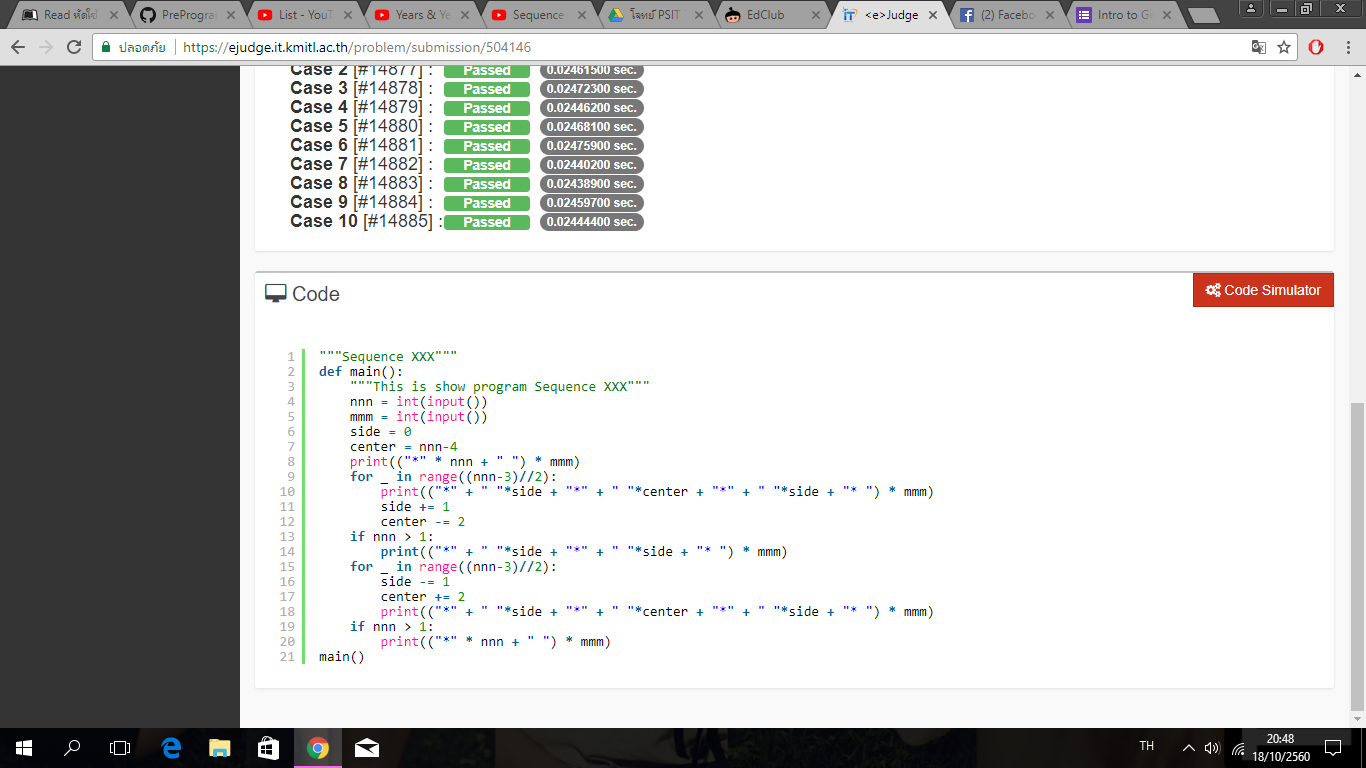 Read หัดใช้
PreProgra
List - YouT
Years & Ye
Sequence
โจทย์ PSIT
EdClub
<e>Judge
(2) Facebo
Intro to Gi
ปลอดภัย
https://ejudge.it.kmitl.ac.th/problem/submission/504146
Case 2 [#14877] : Passed 0.02461500 sec.
Case 3 [#14878] : Passed 0.02472300 sec.
Case 4 [#14879] : Passed 0.02446200 sec.
Case 5 [#14880] : Passed 0.02468100 sec.
Case 6 [#14881] : Passed 0.02475900 sec.
Case 7 [#14882] : Passed 0.02440200 sec.
Case 8 [#14883] : Passed 0.02438900 sec.
Case 9 [#14884] : Passed 0.02459700 sec.
Case 10 [#14885] : Passed 0.02444400 sec.
Code
Code Simulator
1 """Sequence XXX"""
2 def main():
3     """This is show program Sequence XXX"""
4     nnn = int(input())
5     mmm = int(input())
6     side = 0
7     center = nnn-4
8     print(("*" * nnn + " ") * mmm)
9     for _ in range((nnn-3)//2):
10         print(("*" + " "*side + "*" + " "*center + "*" + " "*side + "* ") * mmm)
11         side += 1
12         center -= 2
13     if nnn > 1:
14         print(("*" + " "*side + "*" + " "*side + "* ") * mmm)
15     for _ in range((nnn-3)//2):
16         side -= 1
17         center += 2
18         print(("*" + " "*side + "*" + " "*center + "*" + " "*side + "* ") * mmm)
19     if nnn > 1:
20         print(("*" * nnn + " ") * mmm)
21 main()
TH
20:48
18/10/2560